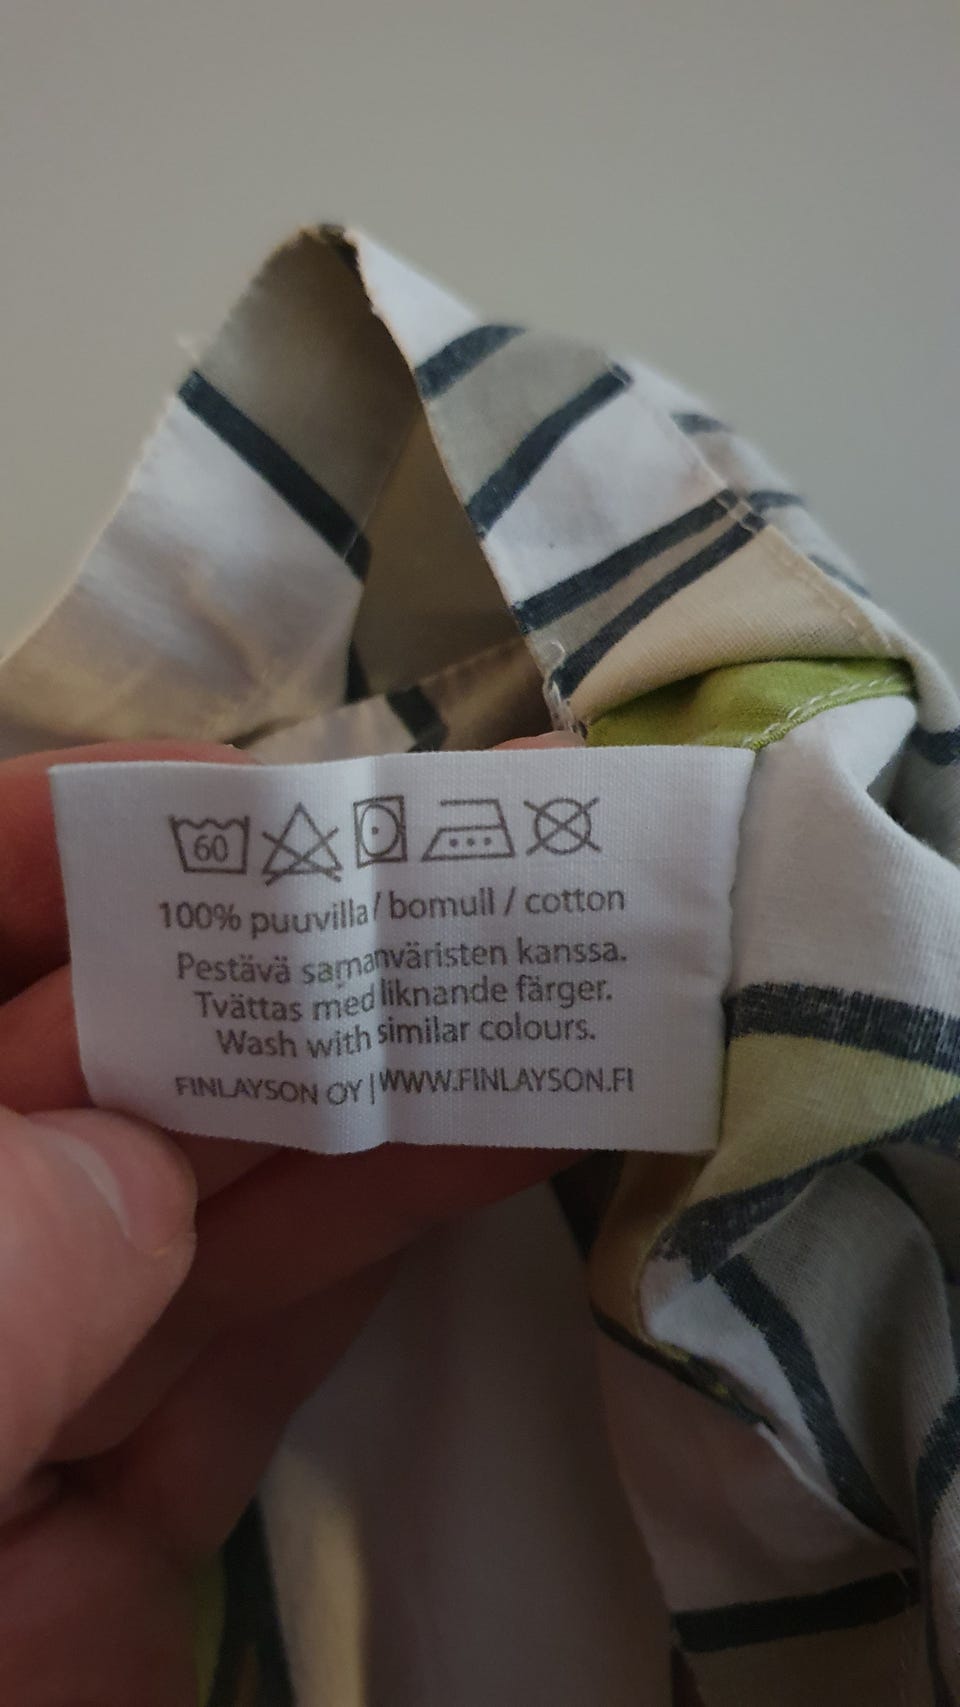 60
100% puuvilla / bomull / cotton
Pestävä samanväristen kanssa.
Tvättas med liknande färger.
Wash with similar colours.
FINLAYSON OY | WWW.FINLAYSON.FI